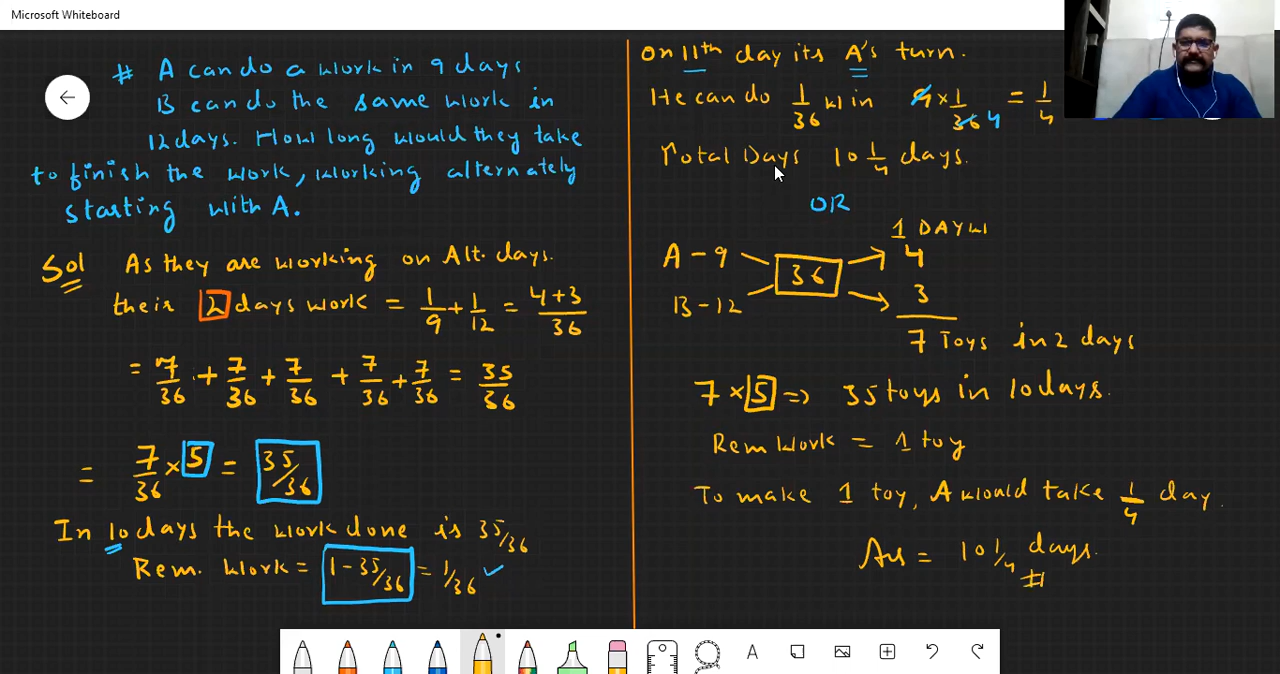 Microsoft Whiteboard
# A can do a work in 9 days
B can do the same work in
12 days. How long would they take
to finish the work, working alternately
starting with A.
Sol As they are working on Alt. days.
their 2 days work = 1/9 + 1/12 = 4+3/36
= 7/36 + 7/36 + 7/36 + 7/36 + 7/36 = 35/36
= 7/36 × 5 = 35/36
In 10 days the work done is 35/36
Rem. Work = 1 - 35/36 = 1/36 ✓
On 11th day its A's turn.
He can do 1/36 w in 9 × 1/36 4 = 1/4
Total Days 10 1/4 days.
OR
1 DAY W
A - 9 36 4
B - 12 3
7 Toys in 2 days
7 × 5 => 35 toys in 10 days.
Rem Work = 1 toy
To make 1 toy, A would take 1/4 day.
Ans = 10 1/4 days.
#
A